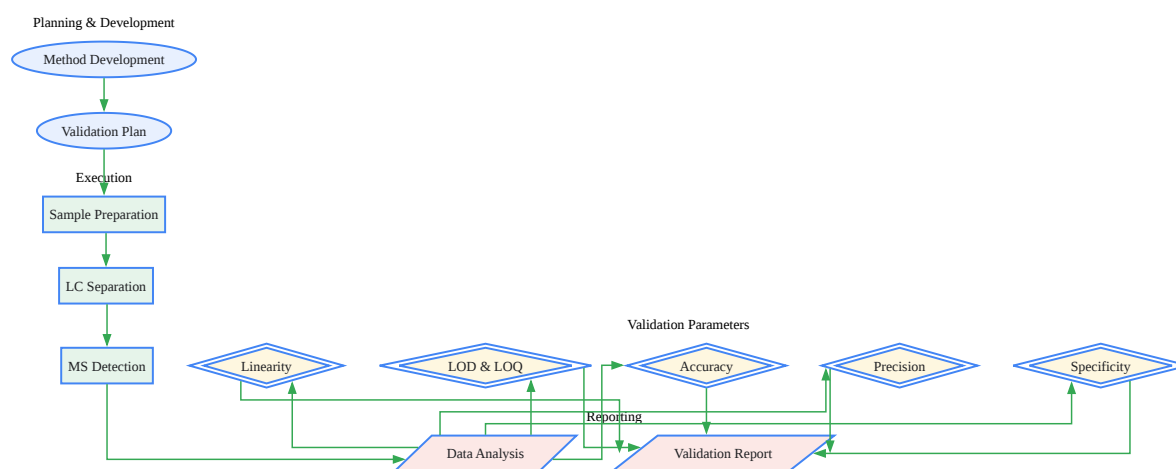 Planning & Development
Method Development
Validation Plan
Execution
Sample Preparation
LC Separation
Validation Parameters
MS Detection
Linearity
LOD & LOQ
Accuracy
Precision
Specificity
Reporting
Data Analysis
Validation Report